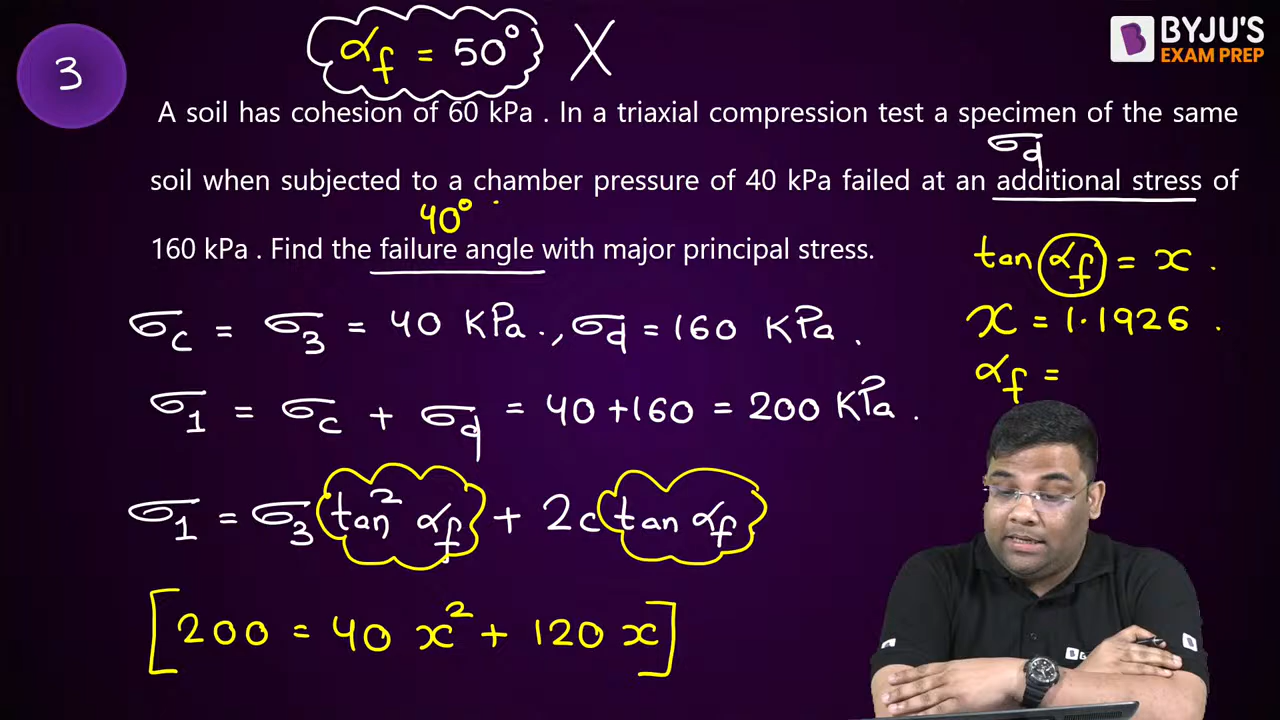 3
αf = 50° X
BYJU'S
EXAM PREP
A soil has cohesion of 60 kPa . In a triaxial compression test a specimen of the same
σd
soil when subjected to a chamber pressure of 40 kPa failed at an additional stress of
40°
160 kPa . Find the failure angle with major principal stress.
tan αf = x .
σc = σ3 = 40 KPa . , σd = 160 KPa .
x = 1.1926 .
αf =
σ1 = σc + σd = 40 + 160 = 200 KPa .
σ1 = σ3 tan² αf + 2c tan αf
[200 = 40 x² + 120 x]